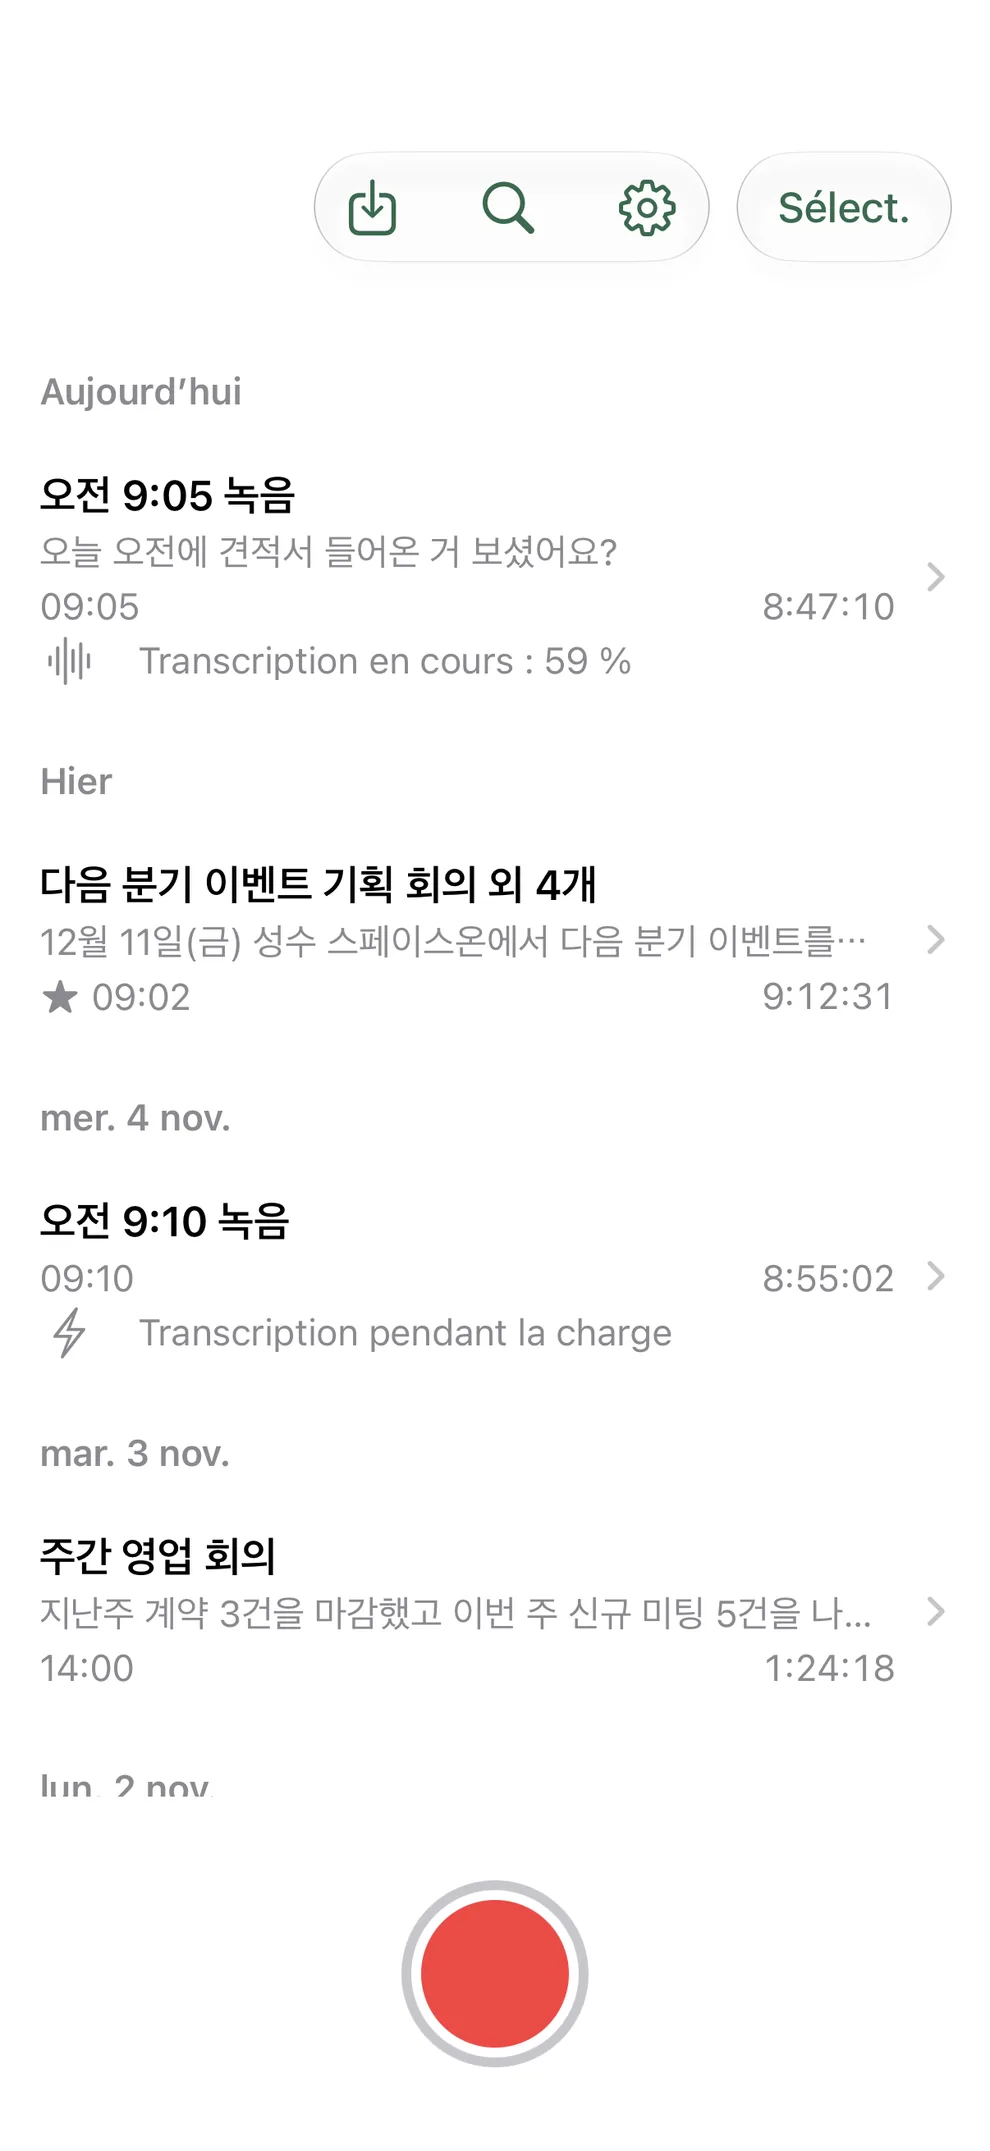 Sélect.
Aujourd’hui
오전 9:05 녹음
오늘 오전에 견적서 들어온 거 보셨어요?
09:05 8:47:10
Transcription en cours : 59 %
Hier
다음 분기 이벤트 기획 회의 외 4개
12월 11일(금) 성수 스페이스온에서 다음 분기 이벤트를…
09:02 9:12:31
mer. 4 nov.
오전 9:10 녹음
09:10 8:55:02
Transcription pendant la charge
mar. 3 nov.
주간 영업 회의
지난주 계약 3건을 마감했고 이번 주 신규 미팅 5건을 나...
14:00 1:24:18
lun. 2 nov.